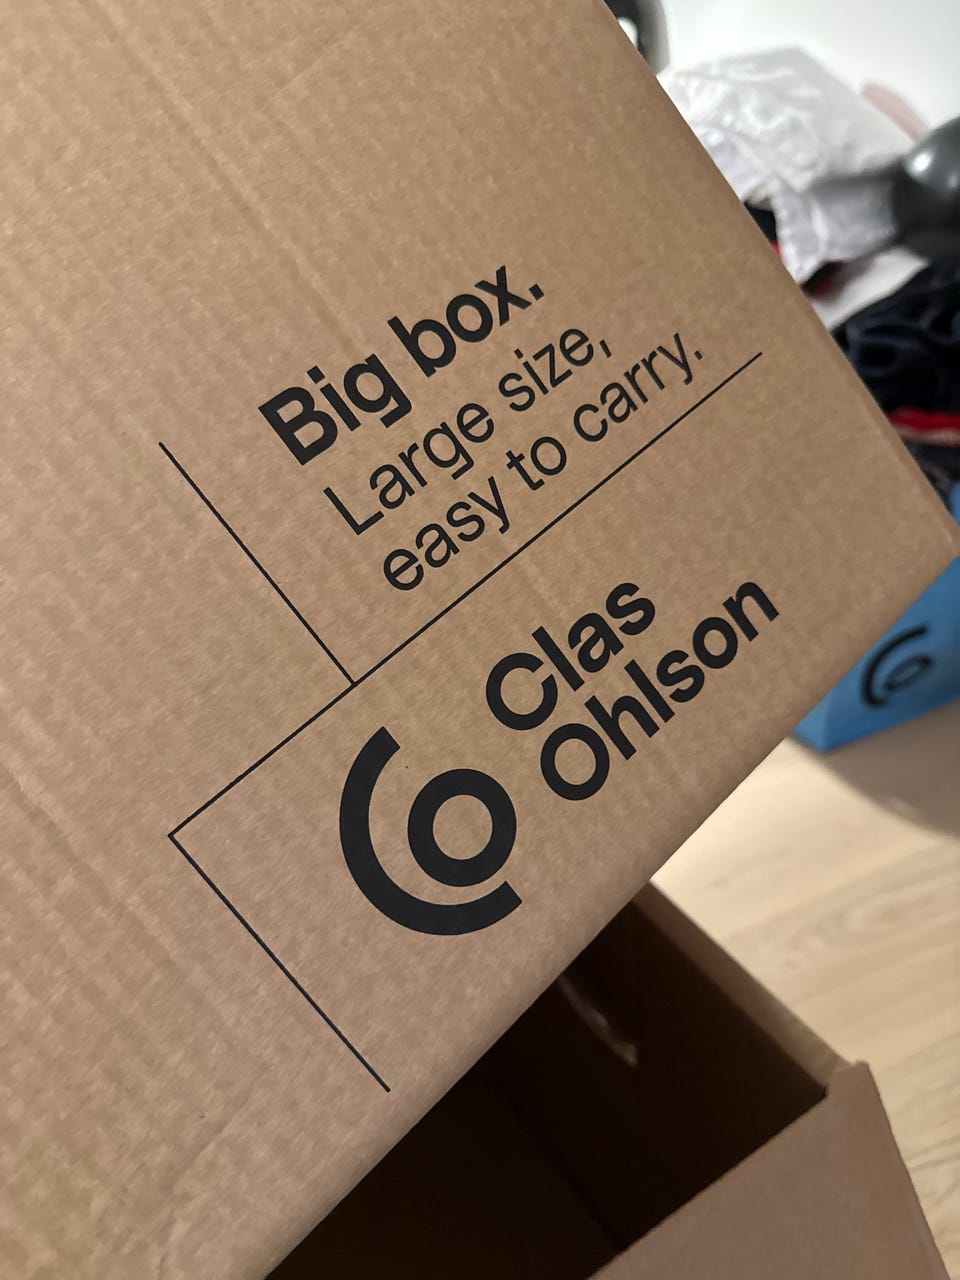 Big box.
Large size,
easy to carry.
Clas
Ohlson